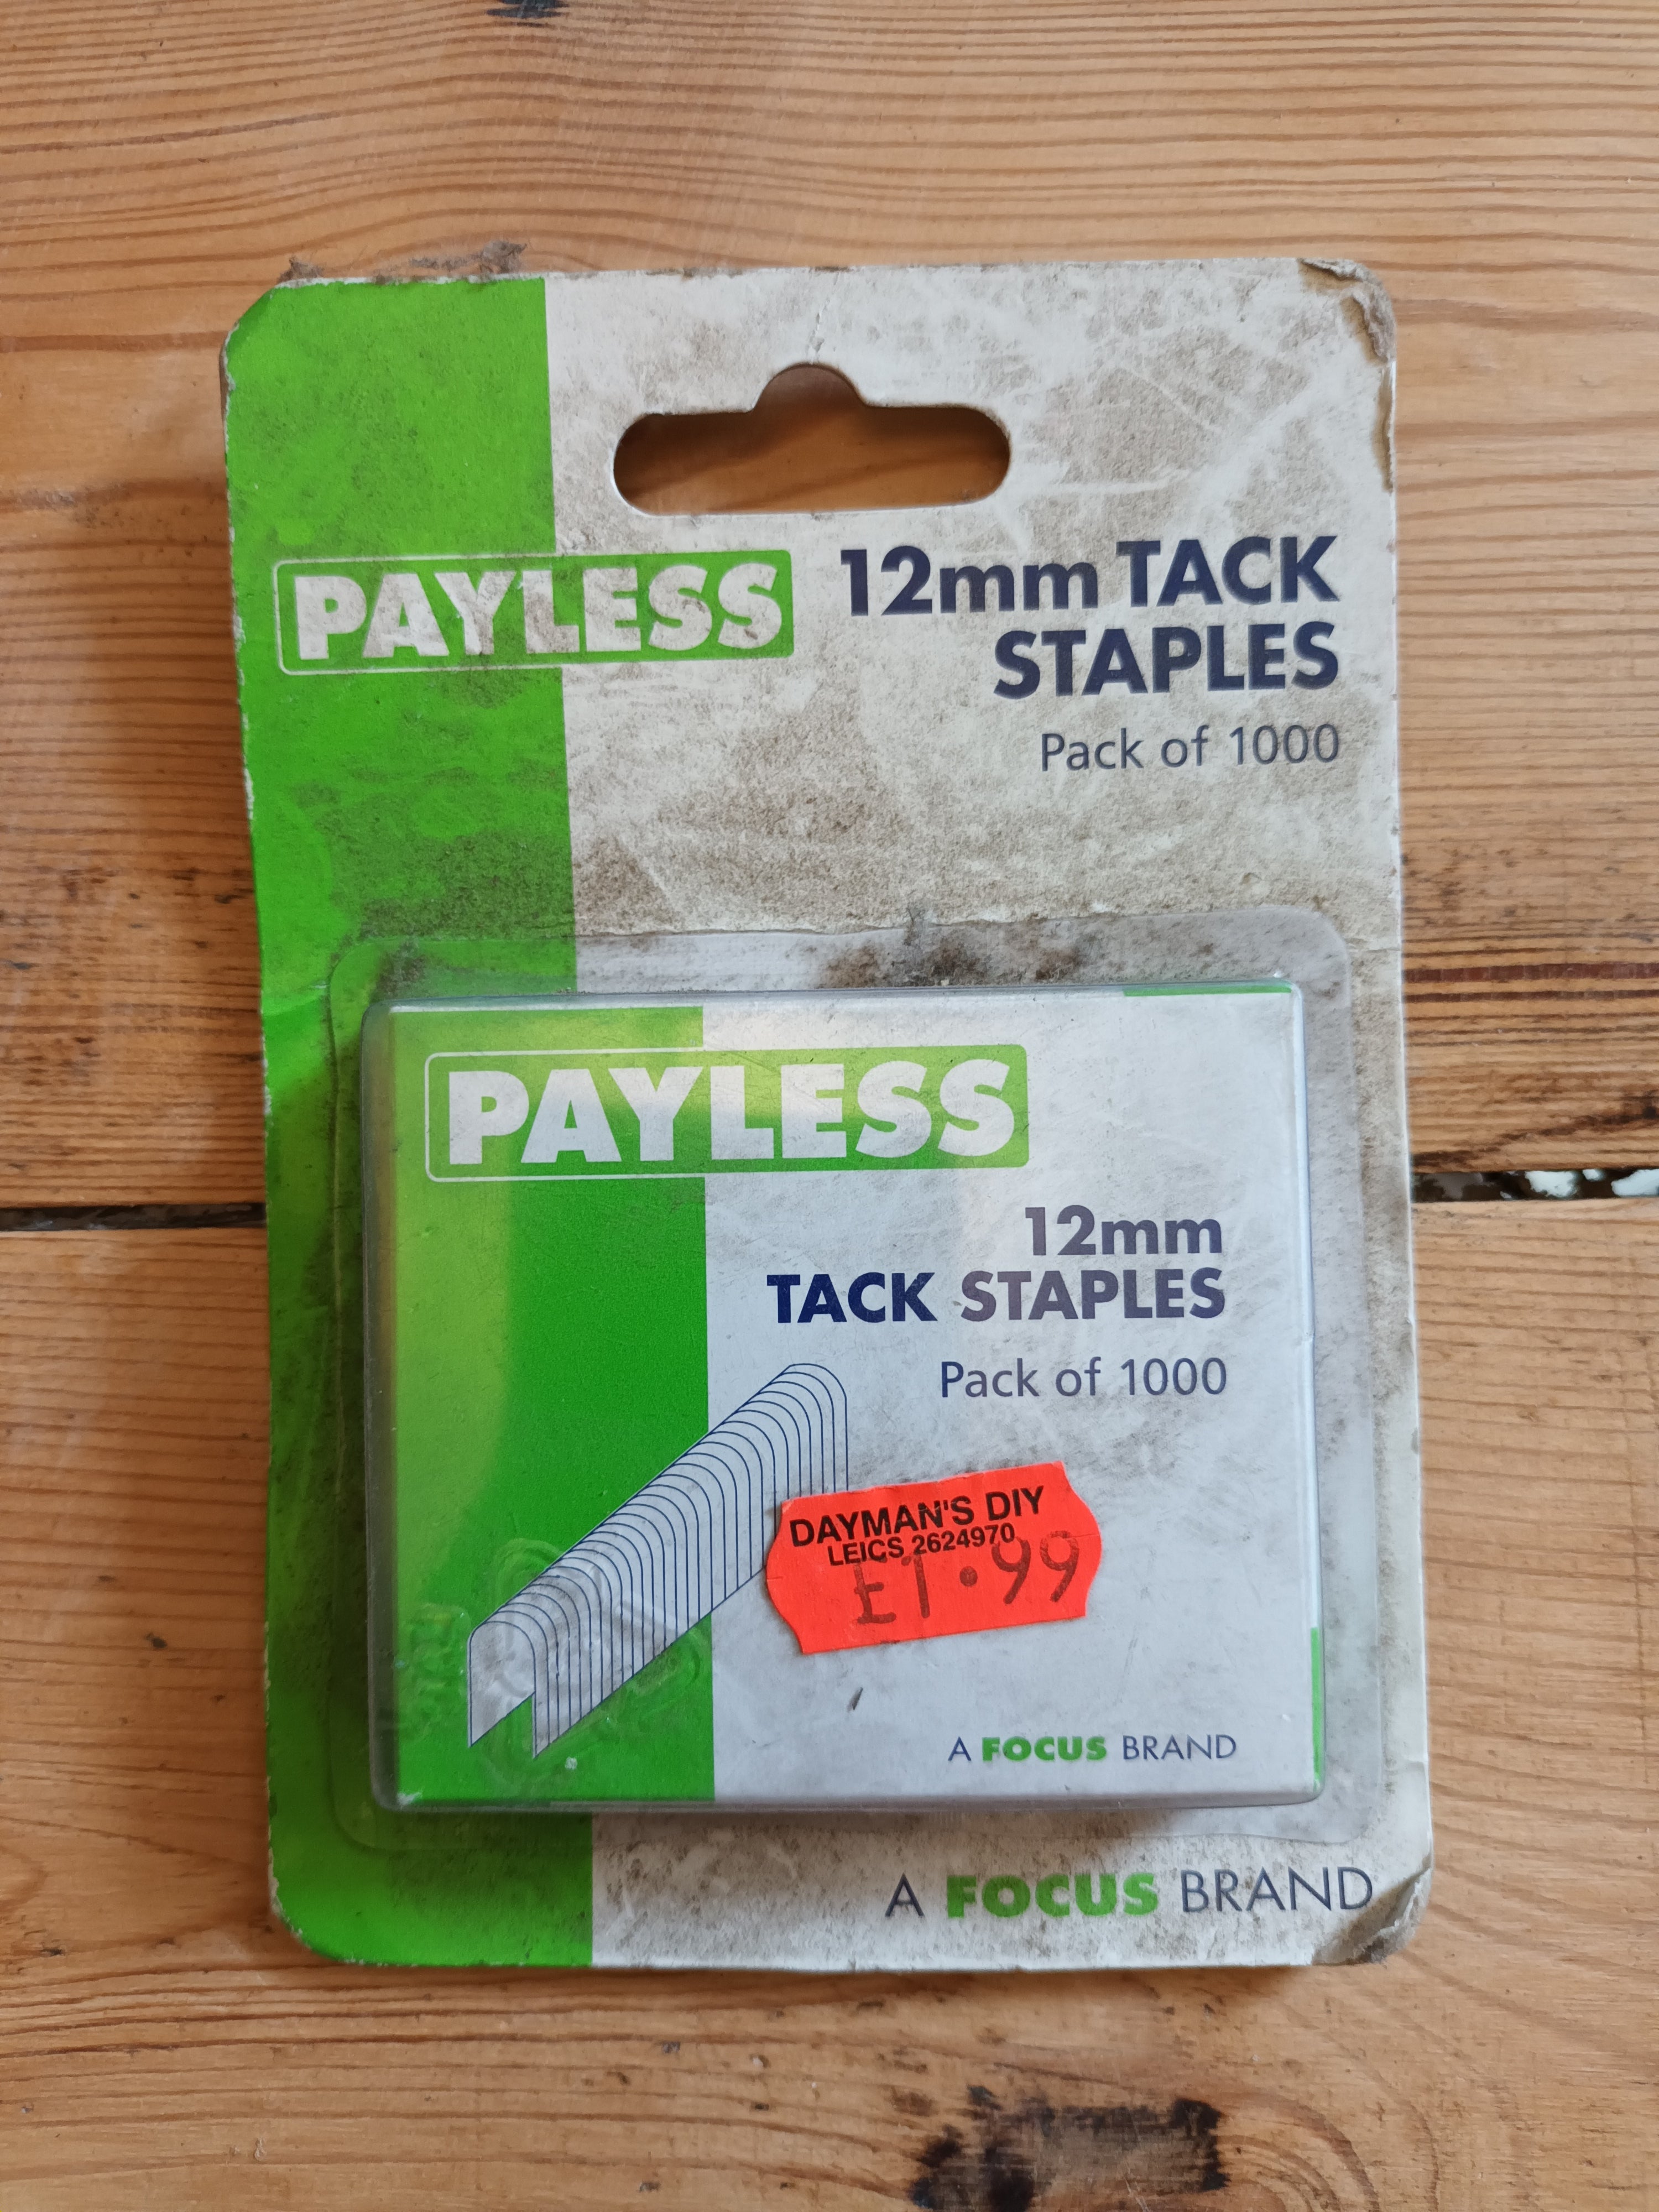 PAYLESS
12mm TACK
STAPLES
Pack of 1000
PAYLESS
12mm
TACK STAPLES
Pack of 1000
DAYMAN'S DIY
LEICS 2624970
£1.99
A FOCUS BRAND
A FOCUS BRAND